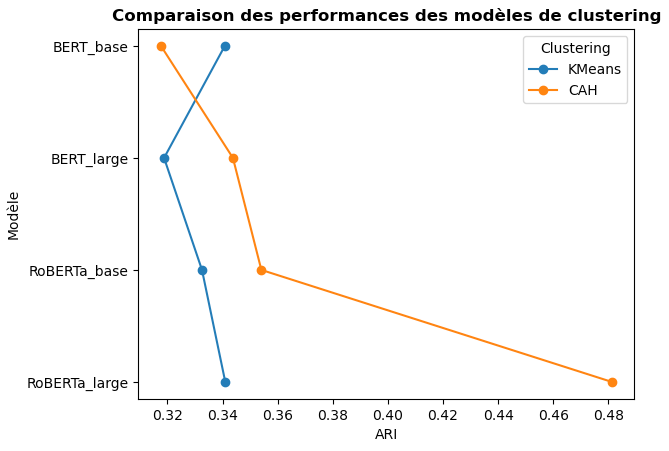 Comparaison des performances des modèles de clustering
Clustering
KMeans
CAH
Modèle
BERT_base
BERT_large
RoBERTa_base
RoBERTa_large
0.32 0.34 0.36 0.38 0.40 0.42 0.44 0.46 0.48
ARI